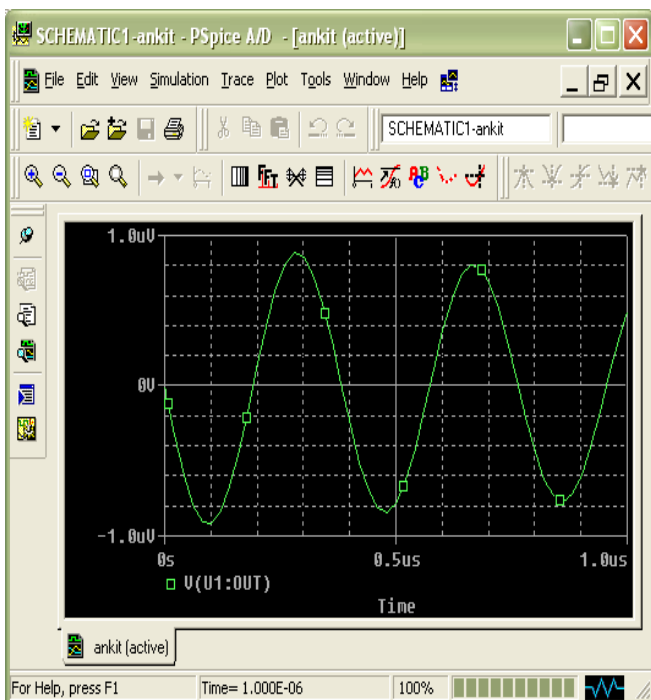 SCHEMATIC1-ankit - PSpice A/D - [ankit (active)]
File Edit View Simulation Trace Plot Tools Window Help
SCHEMATIC1-ankit
FFT
1.0uV
0V
-1.0uV
0s 0.5us 1.0us
V(U1:OUT)
Time
ankit (active)
For Help, press F1 Time= 1.000E-06 100%